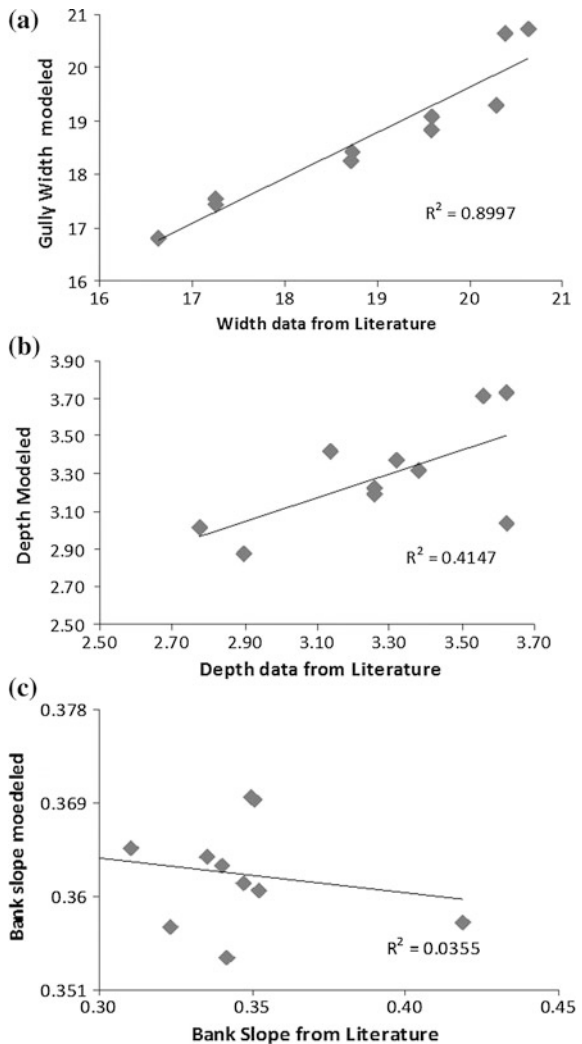 (a)
21
20
19
18
17
16
Gully Width modeled
R² = 0.8997
16 17 18 19 20 21
Width data from Literature
(b)
3.90
3.70
3.50
3.30
3.10
2.90
2.70
2.50
Depth Modeled
R² = 0.4147
2.50 2.70 2.90 3.10 3.30 3.50 3.70
Depth data from Literature
(c)
0.378
0.369
0.36
0.351
Bank slope moedeled
R² = 0.0355
0.30 0.35 0.40 0.45
Bank Slope from Literature